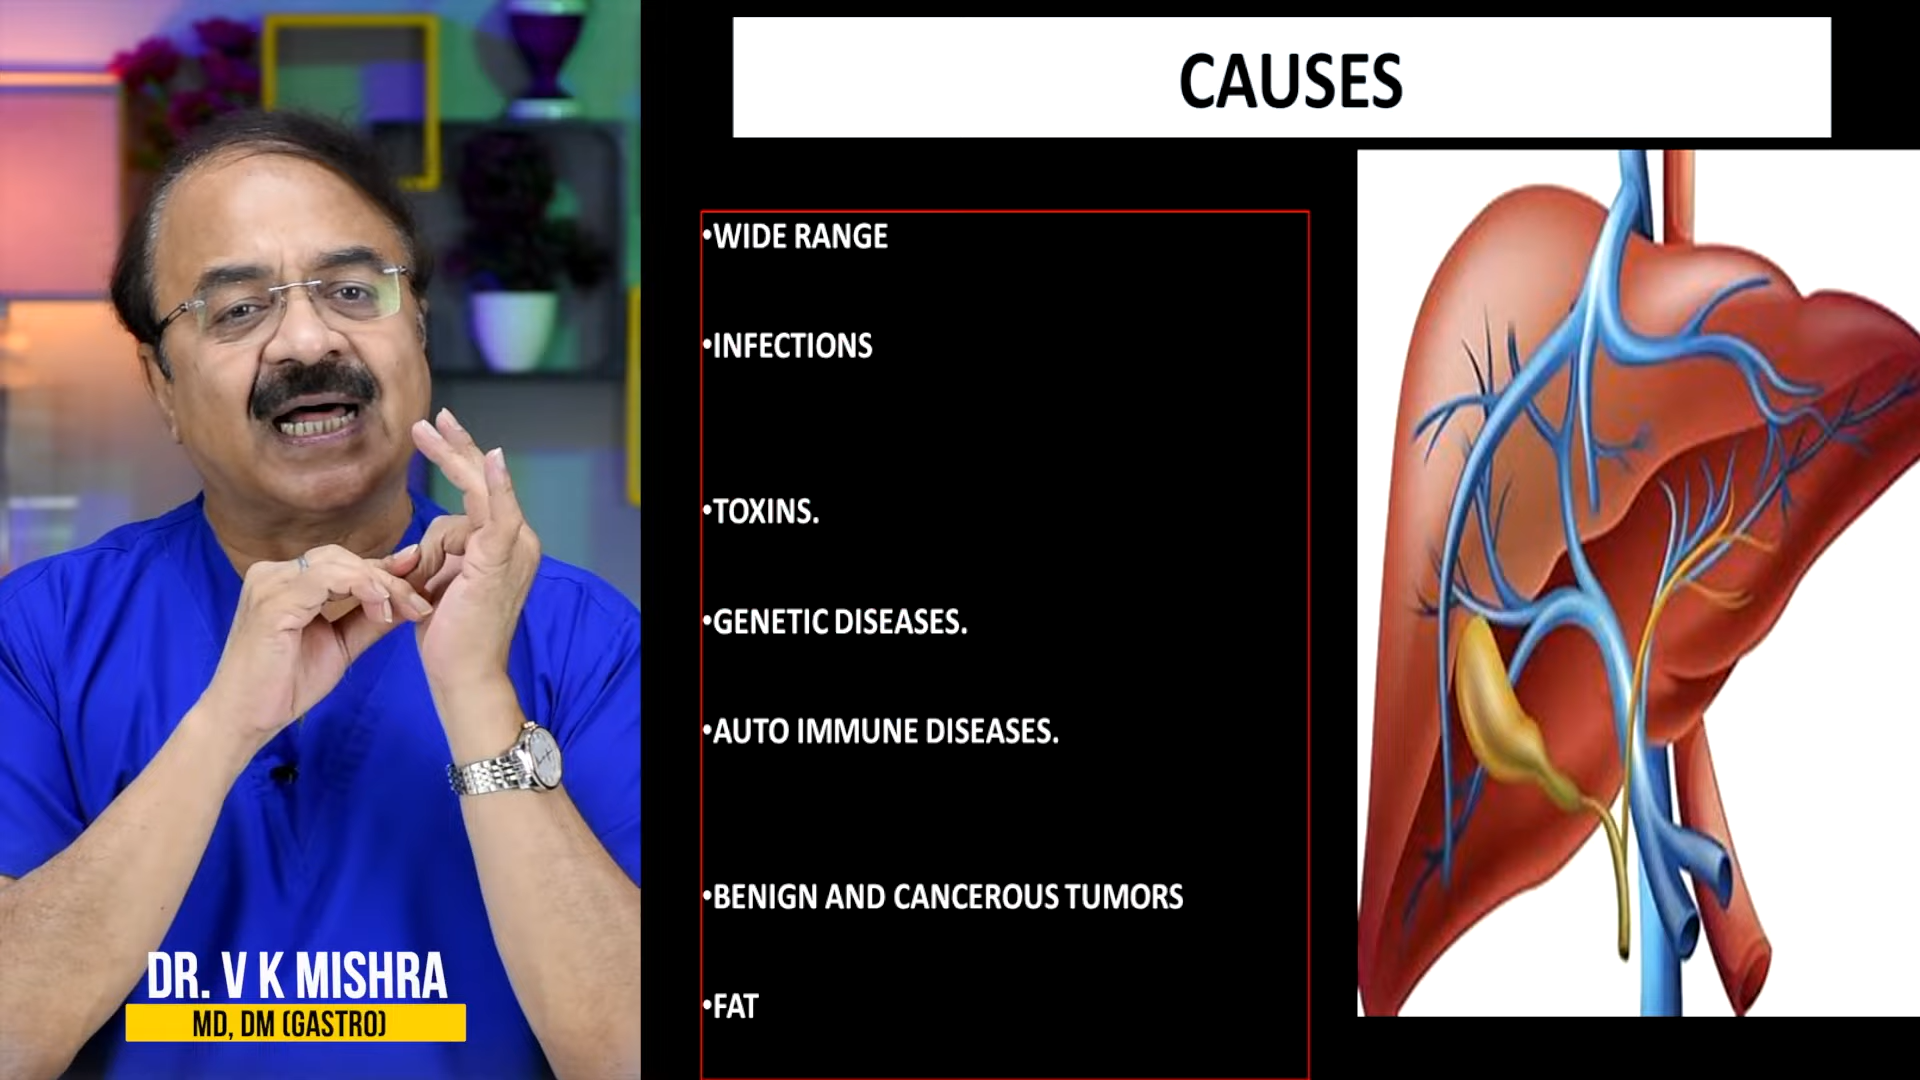 CAUSES
•WIDE RANGE
•INFECTIONS
•TOXINS.
•GENETIC DISEASES.
•AUTO IMMUNE DISEASES.
•BENIGN AND CANCEROUS TUMORS
•FAT
DR. V K MISHRA
MD, DM (GASTRO)